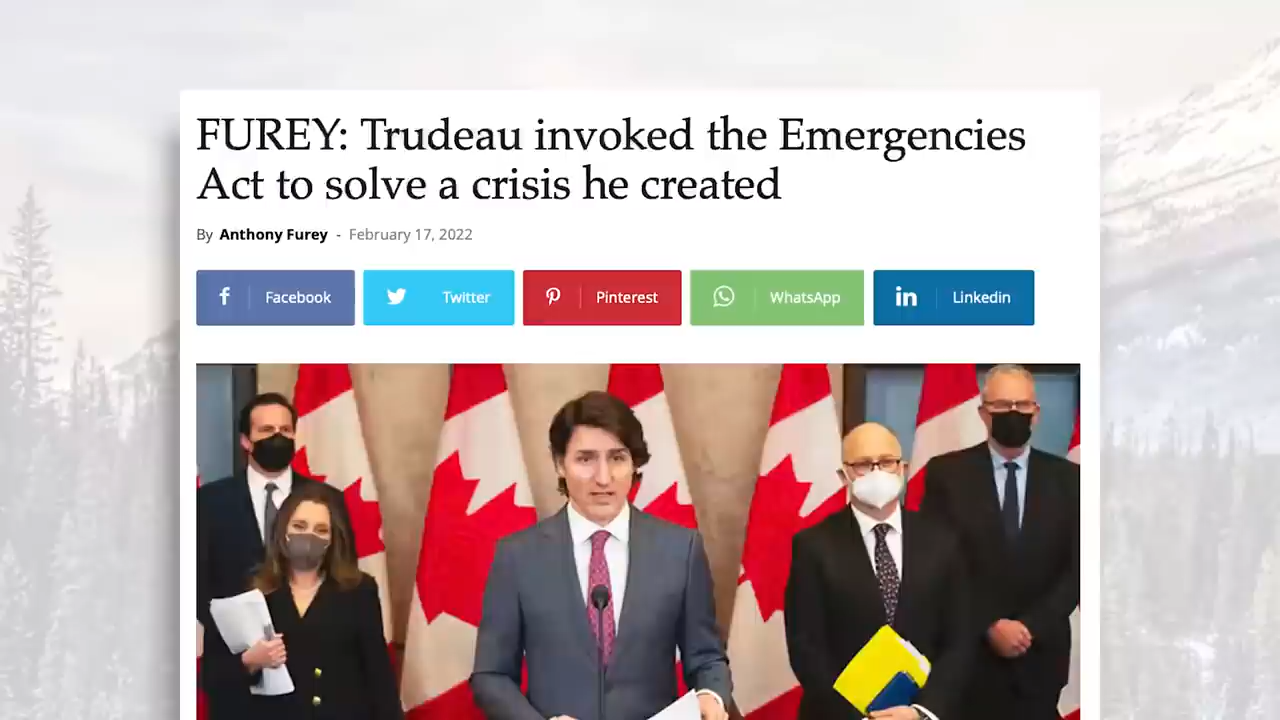 FUREY: Trudeau invoked the Emergencies
Act to solve a crisis he created
By Anthony Furey - February 17, 2022
Facebook Twitter Pinterest WhatsApp Linkedin